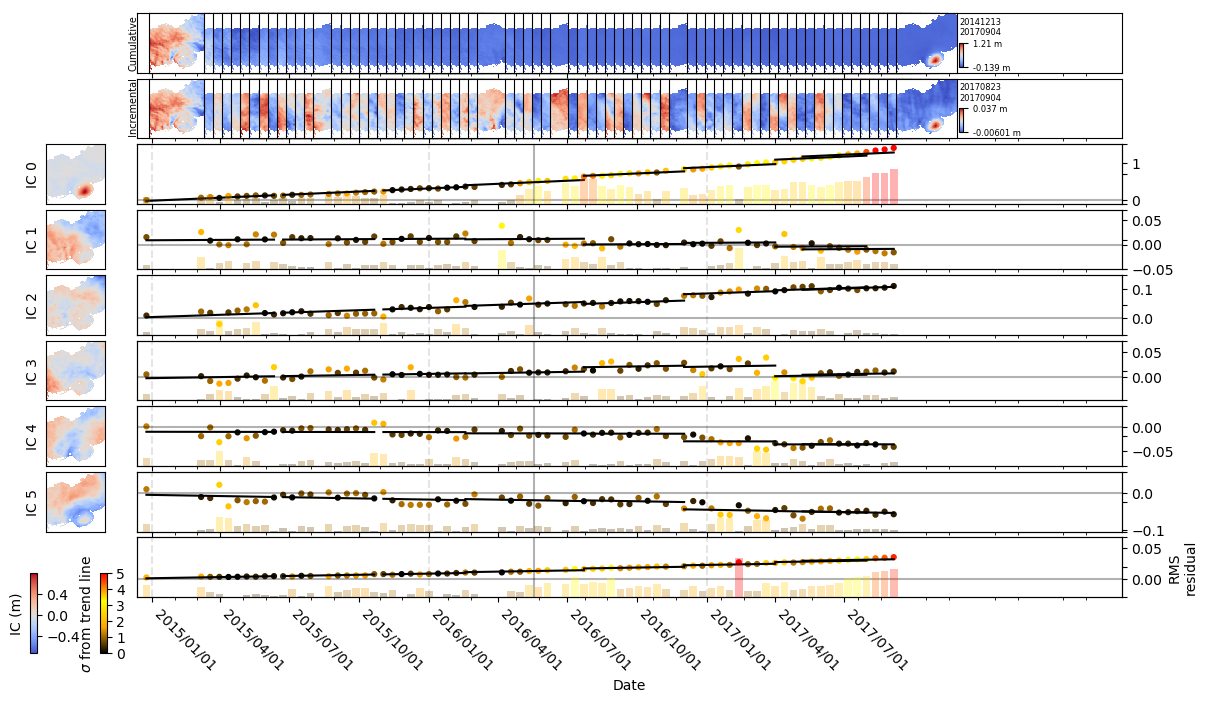 Cumulative
20141213
20170904
1.21 m
-0.139 m
Incremental
20170823
20170904
0.037 m
-0.00601 m
IC 0
1
0
IC 1
0.05
0.00
−0.05
IC 2
0.1
0.0
IC 3
0.05
0.00
IC 4
0.00
−0.05
IC 5
0.0
−0.1
0.05
0.00
RMS
residual
IC (m)
0.4
0.0
−0.4
σ from trend line
5
4
3
2
1
0
2015/01/01
2015/04/01
2015/07/01
2015/10/01
2016/01/01
2016/04/01
2016/07/01
2016/10/01
2017/01/01
2017/04/01
2017/07/01
Date